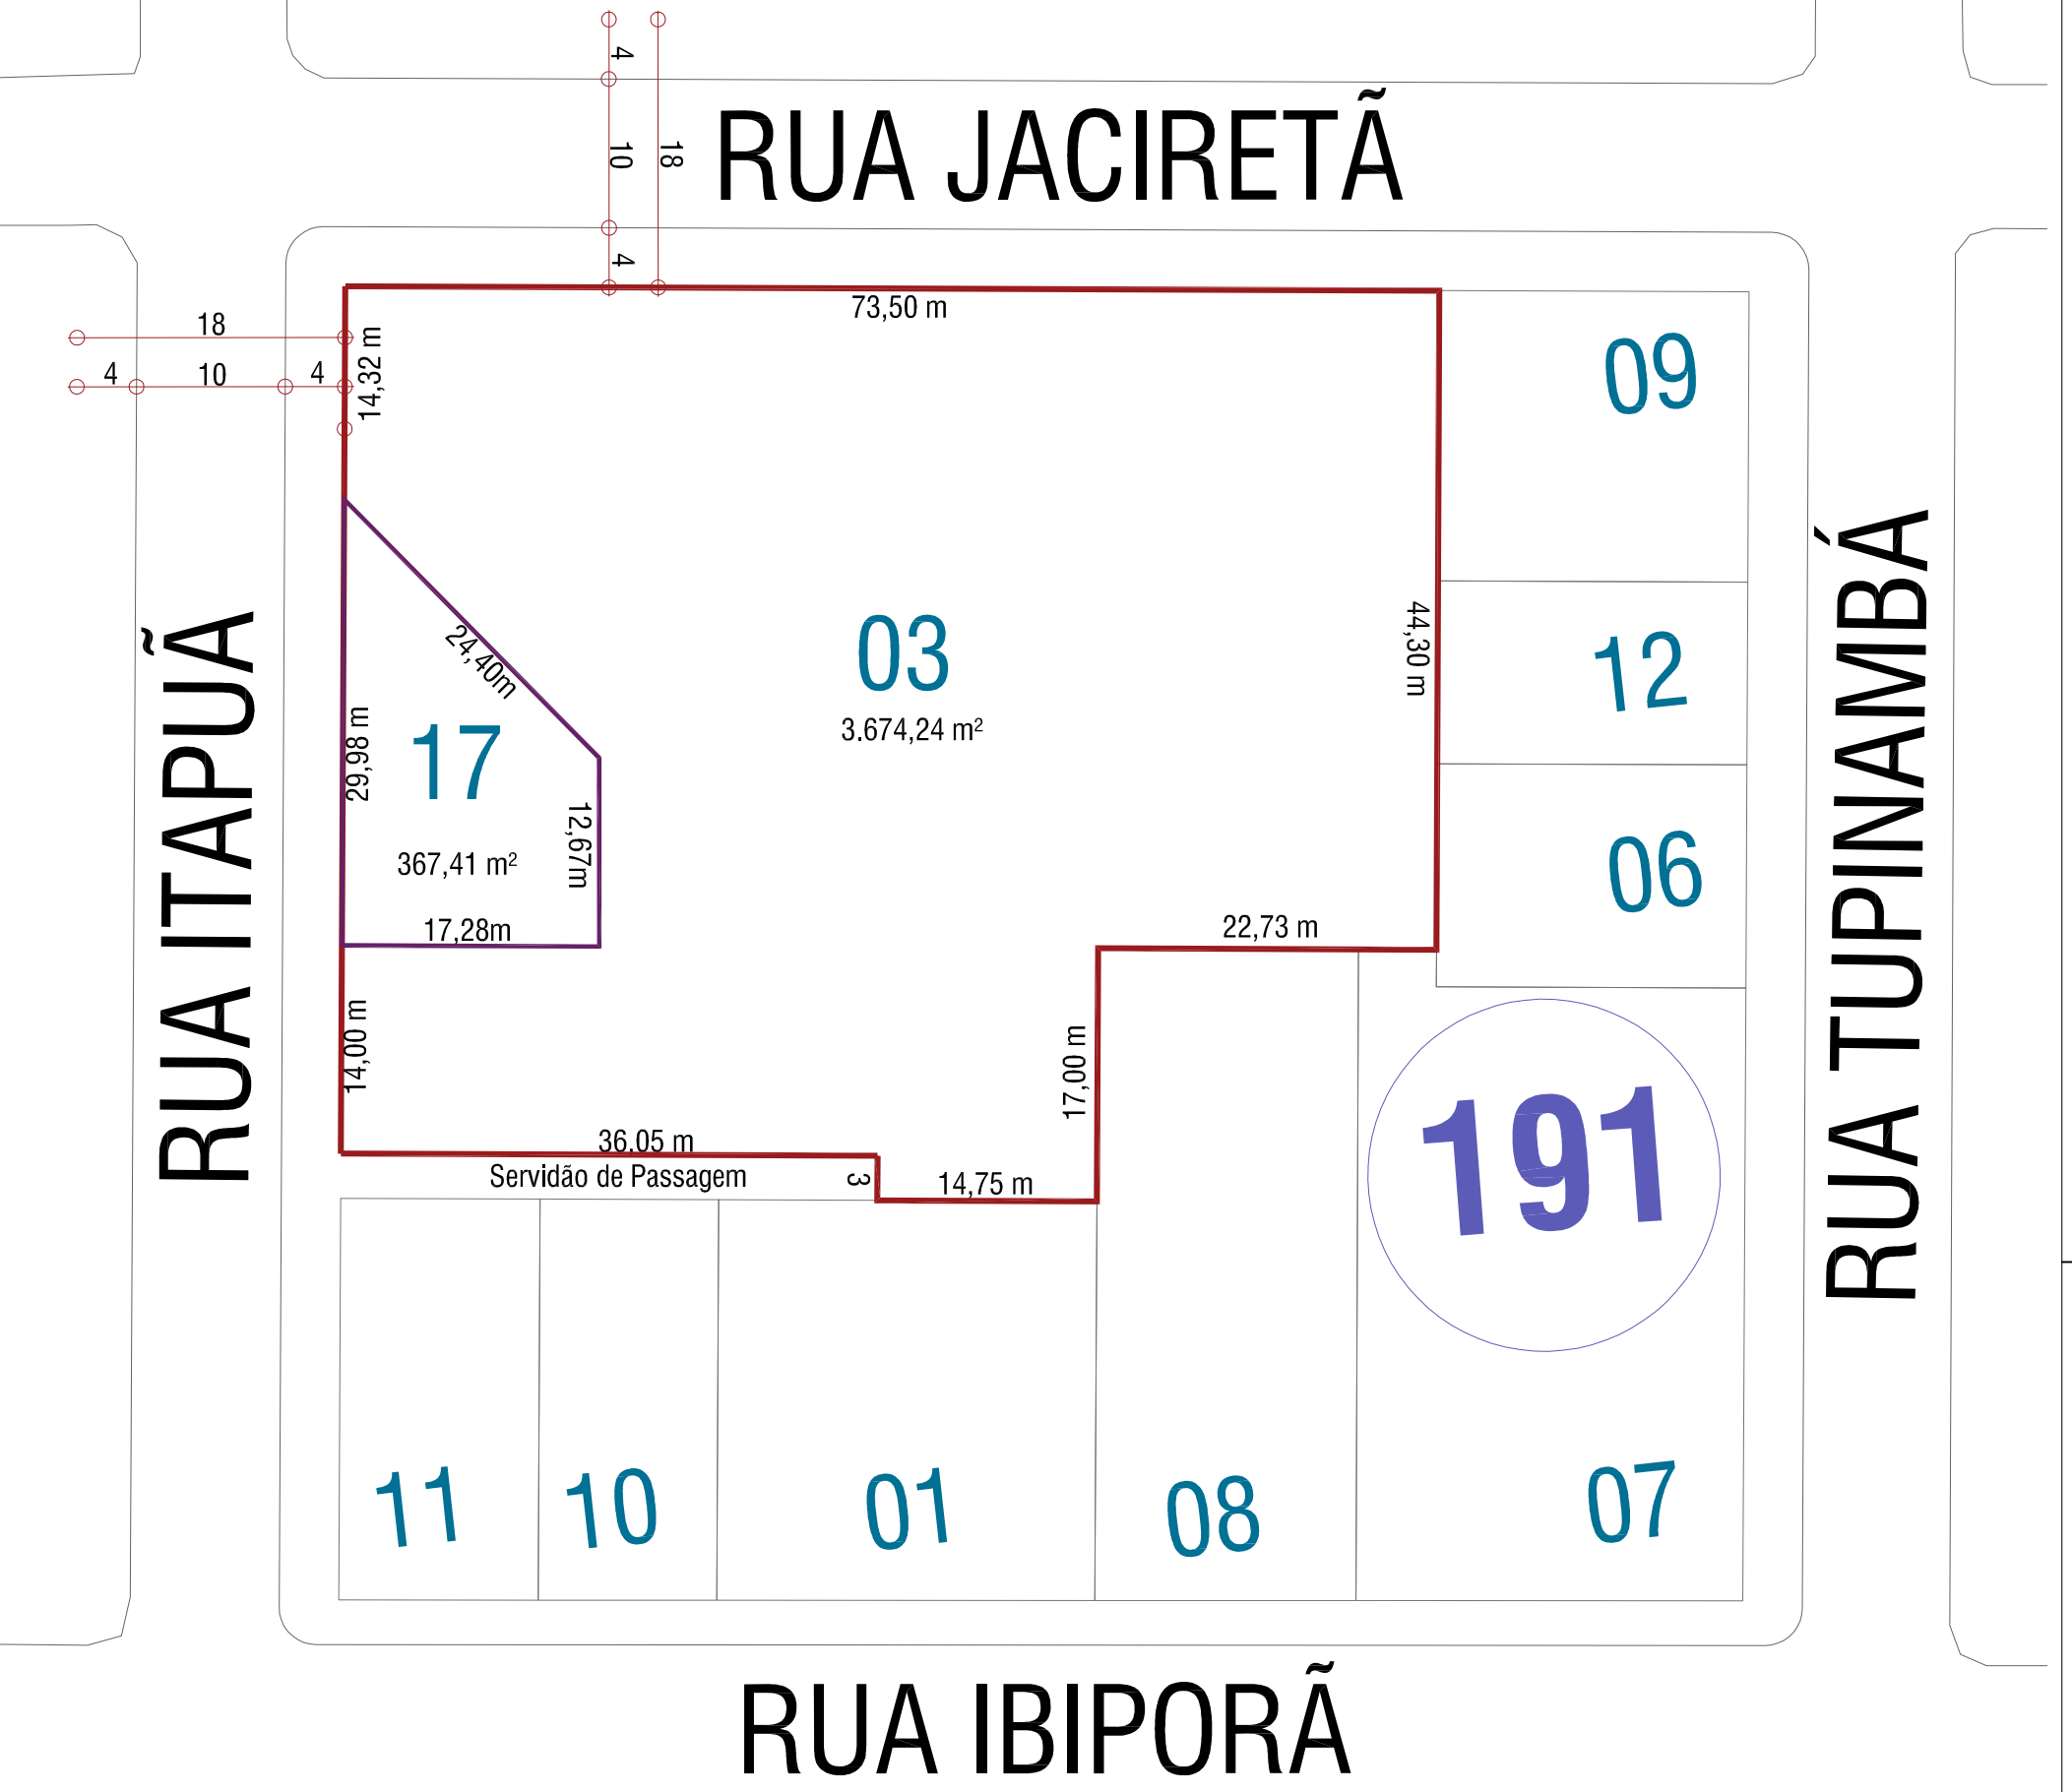 4
10
18
RUA JACIRETÃ
4
73,50 m
18
4
10
4
14,32 m
09
RUA ITAPUÃ
24,40m
29,98 m
17
367,41 m²
12,67m
17,28m
03
3.674,24 m²
44,30 m
12
06
RUA TUPINAMBÁ
22,73 m
14,00 m
17,00 m
36.05 m
Servidão de Passagem
3
14,75 m
191
11
10
01
08
07
RUA IBIPORÃ